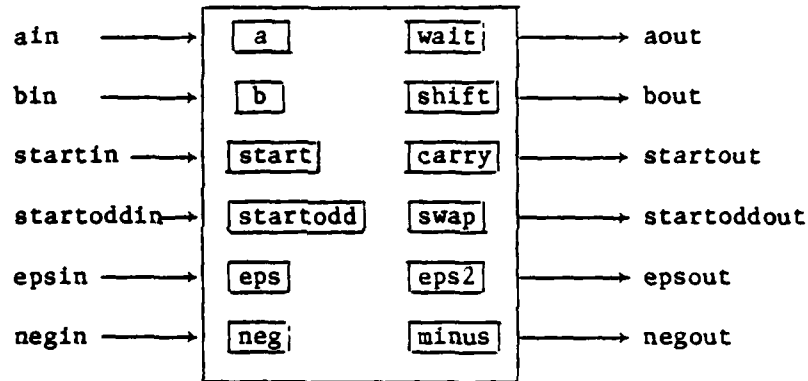 ain a wait aout
bin b shift bout
startin start carry startout
startoddin startodd swap startoddout
epsin eps eps2 epsout
negin neg minus negout